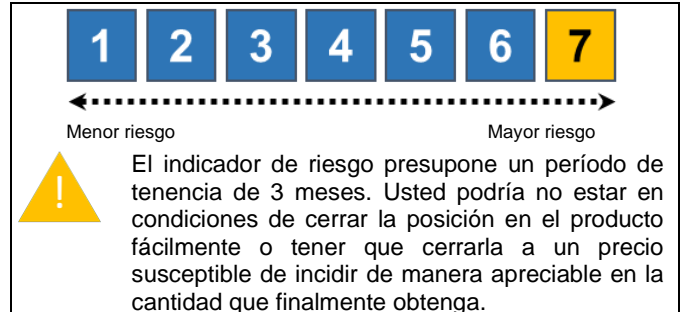 1 2 3 4 5 6 7
Menor riesgo Mayor riesgo
!
El indicador de riesgo presupone un período de
tenencia de 3 meses. Usted podría no estar en
condiciones de cerrar la posición en el producto
fácilmente o tener que cerrarla a un precio
susceptible de incidir de manera apreciable en la
cantidad que finalmente obtenga.